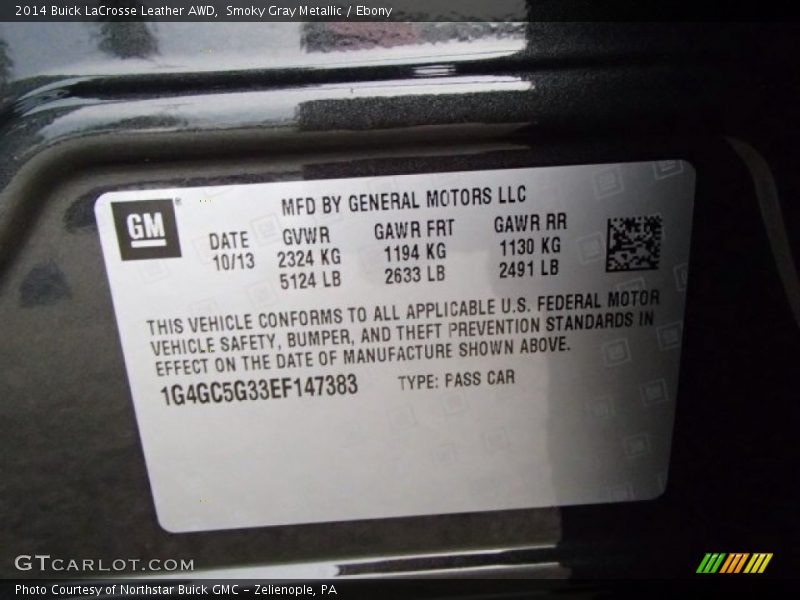 2014 Buick LaCrosse Leather AWD,  Smoky Gray Metallic / Ebony
GM
MFD BY GENERAL MOTORS LLC
DATE GVWR GAWR FRT GAWR RR
10/13 2324 KG 1194 KG 1130 KG
5124 LB 2633 LB 2491 LB
THIS VEHICLE CONFORMS TO ALL APPLICABLE U.S. FEDERAL MOTOR
VEHICLE SAFETY, BUMPER, AND THEFT PREVENTION STANDARDS IN
EFFECT ON THE DATE OF MANUFACTURE SHOWN ABOVE.
1G4GC5G33EF147383 TYPE: PASS CAR
GTCARLOT.COM
Photo Courtesy of Northstar Buick GMC - Zelienople, PA